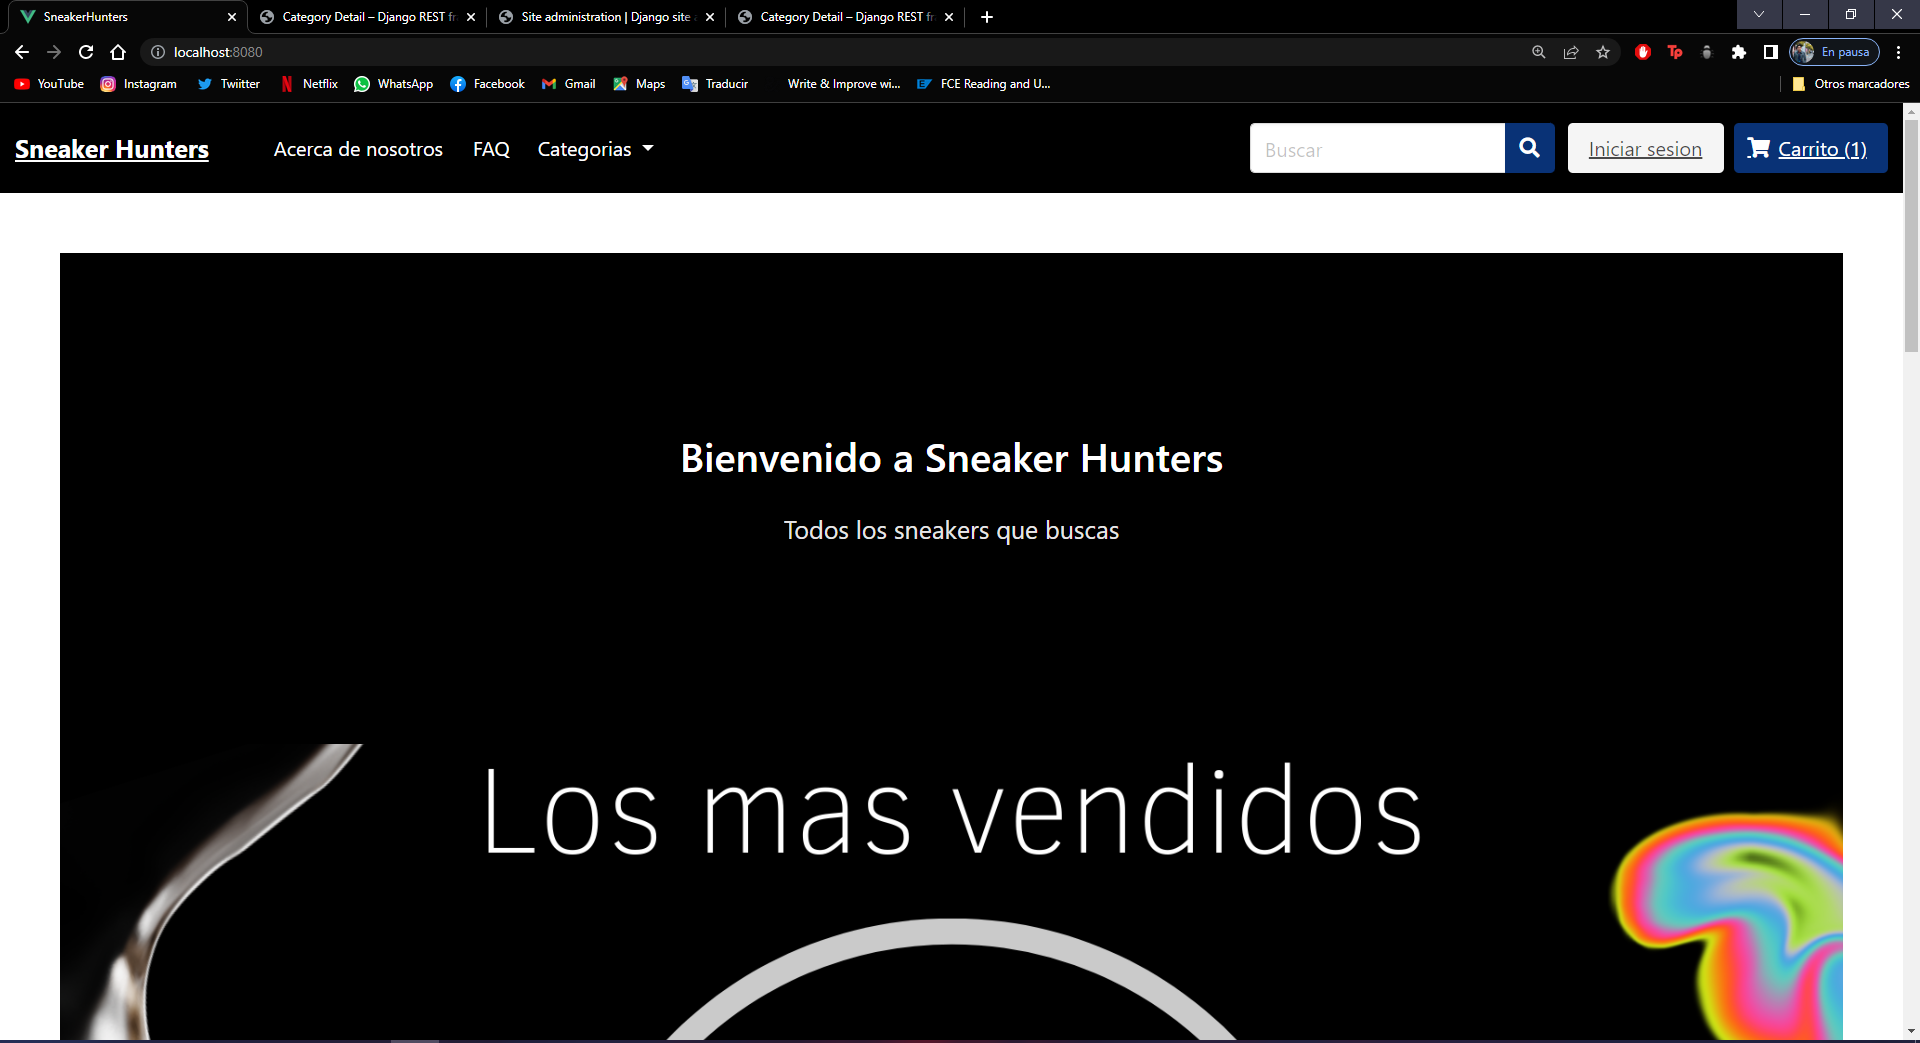 SneakerHunters
Category Detail – Django REST fr
Site administration | Django site a
Category Detail – Django REST fr
localhost:8080
En pausa
YouTube
Instagram
Twiitter
Netflix
WhatsApp
Facebook
Gmail
Maps
Traducir
Write & Improve wi...
FCE Reading and U...
Otros marcadores
Sneaker Hunters
Acerca de nosotros
FAQ
Categorias
Buscar
Iniciar sesion
Carrito (1)
Bienvenido a Sneaker Hunters
Todos los sneakers que buscas
Los mas vendidos